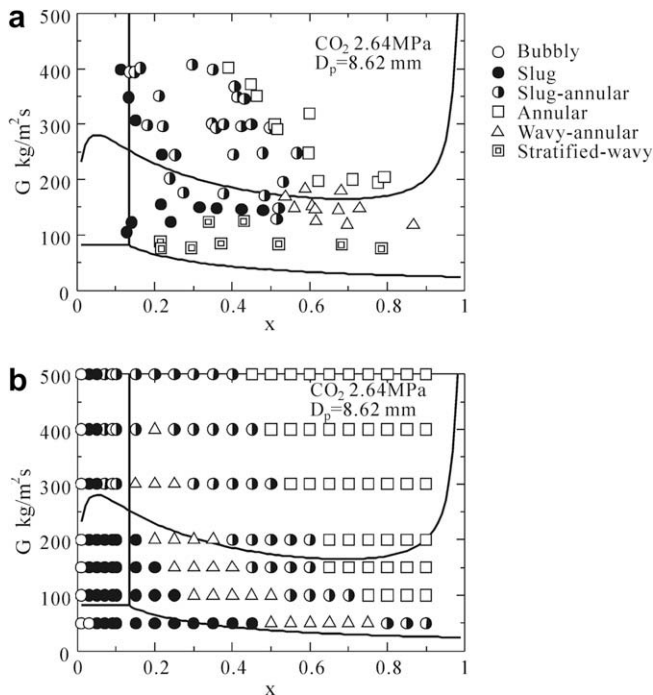 a
500
400
300
200
100
0
G kg/m²s
CO₂ 2.64MPa
Dₚ=8.62 mm
0 0.2 0.4 0.6 0.8 1
x
Bubbly
Slug
Slug-annular
Annular
Wavy-annular
Stratified-wavy
b
500
400
300
200
100
0
G kg/m²s
CO₂ 2.64MPa
Dₚ=8.62 mm
0 0.2 0.4 0.6 0.8 1
x